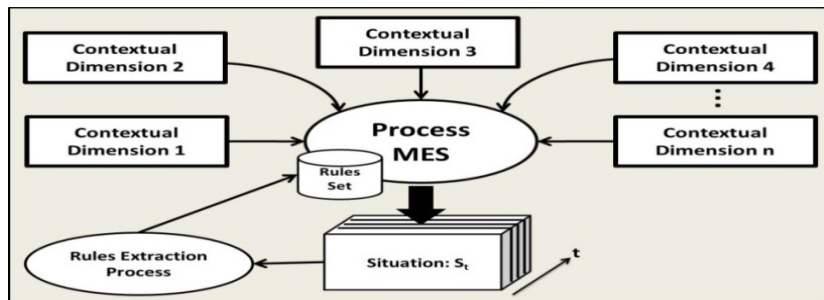 Contextual
Dimension 2
Contextual
Dimension 3
Contextual
Dimension 4
Contextual
Dimension 1
Process
MES
⋮
Contextual
Dimension n
Rules
Set
Rules Extraction
Process
Situation: Sₜ
t